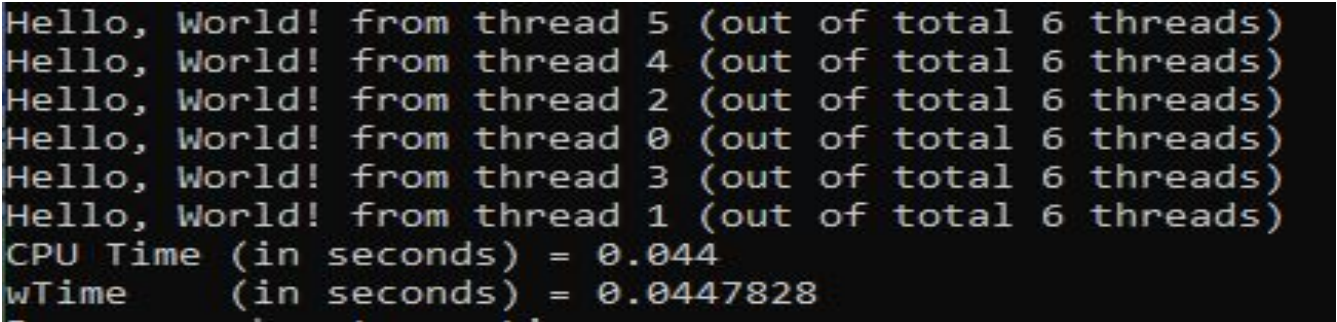 Hello, World! from thread 5 (out of total 6 threads)
Hello, World! from thread 4 (out of total 6 threads)
Hello, World! from thread 2 (out of total 6 threads)
Hello, World! from thread 0 (out of total 6 threads)
Hello, World! from thread 3 (out of total 6 threads)
Hello, World! from thread 1 (out of total 6 threads)
CPU Time (in seconds) = 0.044
wTime    (in seconds) = 0.0447828